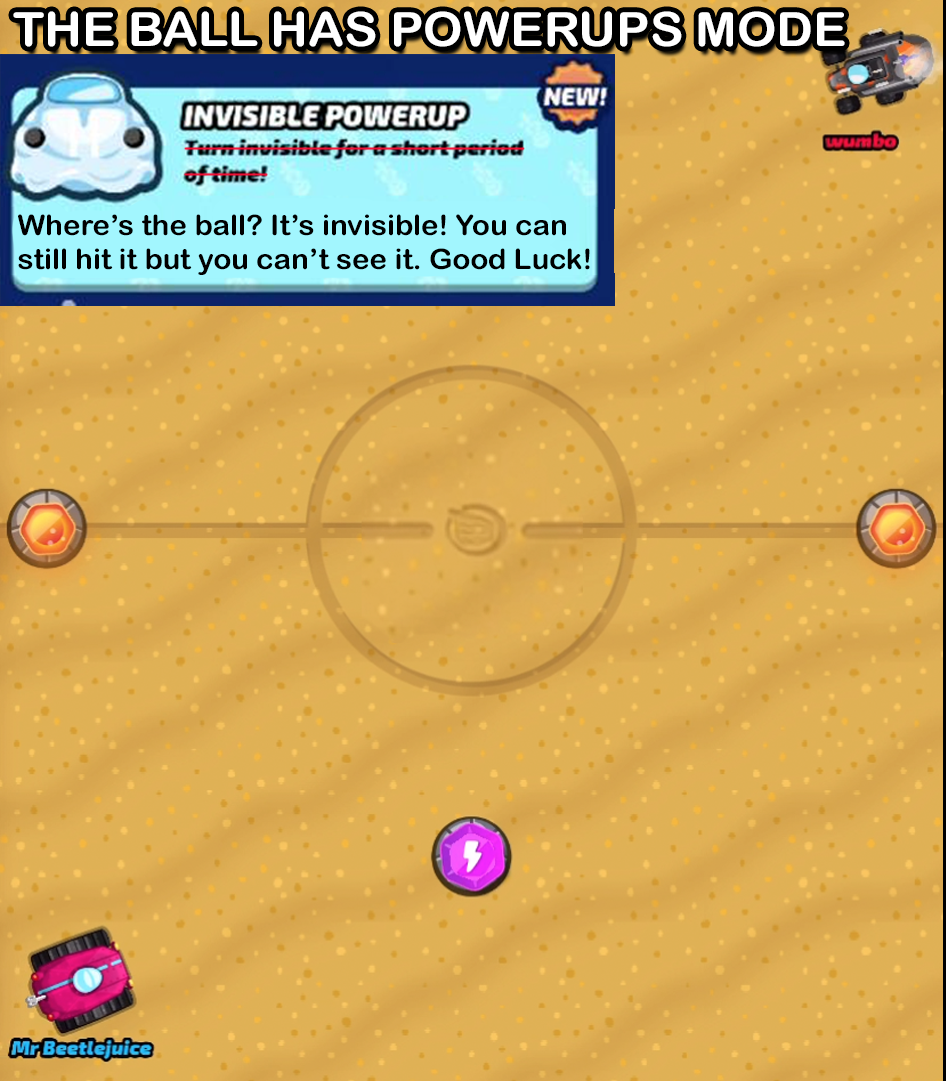 THE BALL HAS POWERUPS MODE
NEW!
INVISIBLE POWERUP
Turn invisible for a short period
of time!
Where's the ball? It's invisible! You can
still hit it but you can't see it. Good Luck!
wumbo
Mr Beetlejuice